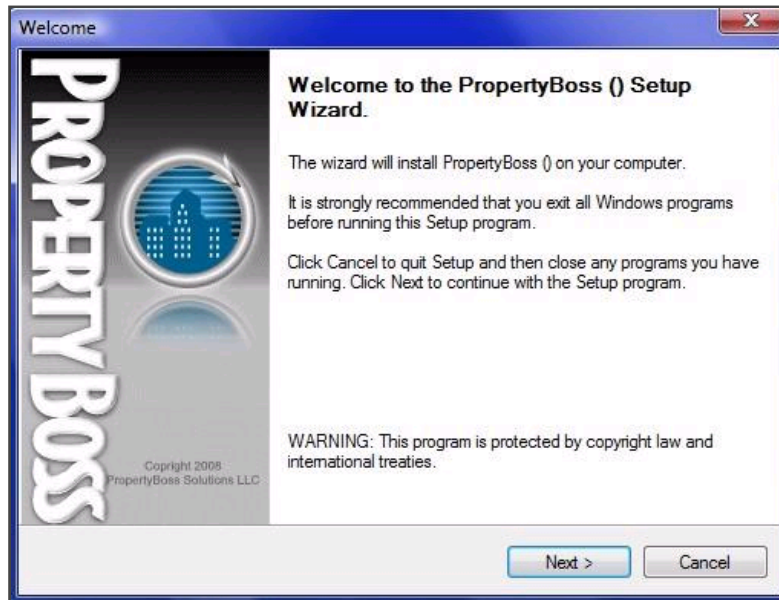 Welcome
PROPERTY BOSS
Copright 2008
PropertyBoss Solutions LLC
Welcome to the PropertyBoss () Setup
Wizard.
The wizard will install PropertyBoss () on your computer.
It is strongly recommended that you exit all Windows programs
before running this Setup program.
Click Cancel to quit Setup and then close any programs you have
running. Click Next to continue with the Setup program.
WARNING: This program is protected by copyright law and
international treaties.
Next >
Cancel